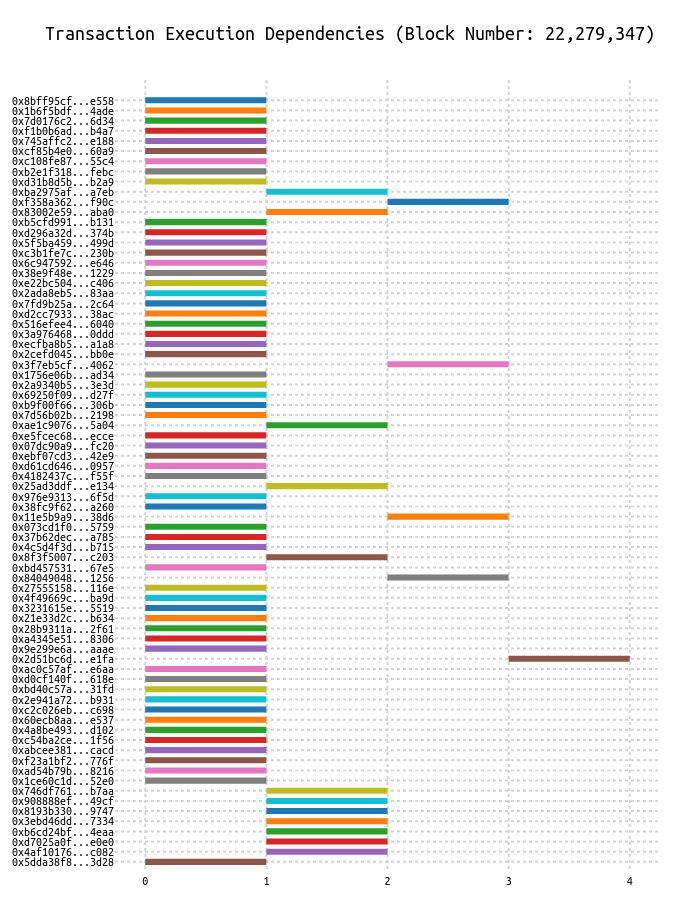 Transaction Execution Dependencies (Block Number: 22,279,347)
0x8bff95cf...e558
0x1b6f5bdf...4ade
0x7d0176c2...6d34
0xf1b0b6ad...b4a7
0x745affc2...e188
0xcf85b4e0...60a9
0xc108fe87...55c4
0xb2e1f318...febc
0xd31b8d5b...b2a9
0xba2975af...a7eb
0xf358a362...f90c
0x83002e59...aba0
0xb5cfd991...b131
0xd296a32d...374b
0x5f5ba459...499d
0xc3b1fe7c...230b
0x6c947592...e646
0x38e9f48e...1229
0xe22bc504...c406
0x2ada8eb5...83aa
0x7fd9b25a...2c64
0xd2cc7933...38ac
0x516efee4...6040
0x3a976468...0ddd
0xecfba8b5...a1a8
0x2cefd045...bb0e
0x3f7eb5cf...4062
0x1756e06b...ad34
0x2a9340b5...3e3d
0x69250f09...d27f
0xb9f00f66...306b
0x7d56b02b...2198
0xae1c9076...5a04
0xe5fcec68...ecce
0x07dc90a9...fc20
0xebf07cd3...42e9
0xd61cd646...0957
0x4182437c...f55f
0x25ad3ddf...e134
0x976e9313...6f5d
0x38fc9f62...a260
0x11e5b9a9...38d6
0x073cd1f0...5759
0x37b62dec...a785
0x4c5d4f3d...b715
0x8f3f5007...c203
0xbd457531...67e5
0x84049048...1256
0x27555158...116e
0x4f49669c...ba9d
0x3231615e...5519
0x21e33d2c...b634
0x28b9311a...2f61
0xa4345e51...8306
0x9e299e6a...aaae
0x2d51bc6d...e1fa
0xac0c57af...e6aa
0xd0cf140f...618e
0xbd40c57a...31fd
0x2e941a72...b931
0xc2c026eb...c698
0x60ecb8aa...e537
0x4a8be493...d102
0xc54ba2ce...1f56
0xabcee381...cacd
0xf23a1bf2...776f
0xad54b79b...8216
0x1ce60c1d...52e0
0x746df761...b7aa
0x908888ef...49cf
0x8193b330...9747
0x3ebd46dd...7334
0xb6cd24bf...4eaa
0xd7025a0f...e0e0
0x4af10176...c082
0x5dda38f8...3d28
0 1 2 3 4